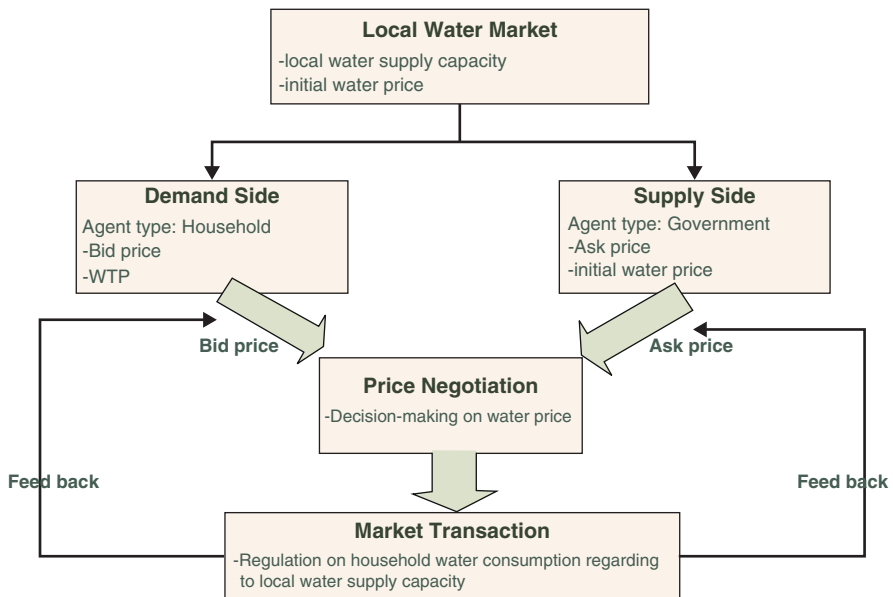 Local Water Market
-local water supply capacity
-initial water price
Demand Side
Agent type: Household
-Bid price
-WTP
Supply Side
Agent type: Government
-Ask price
-initial water price
Bid price
Ask price
Price Negotiation
-Decision-making on water price
Feed back
Feed back
Market Transaction
-Regulation on household water consumption regarding
to local water supply capacity